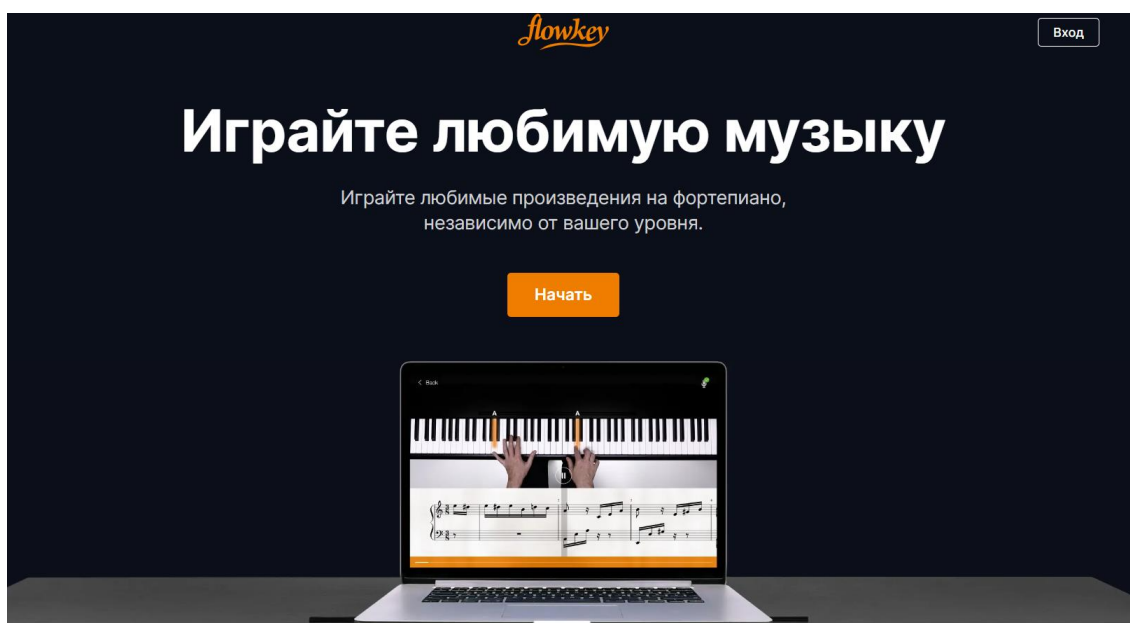 flowkey
Вход
Играйте любимую музыку
Играйте любимые произведения на фортепиано,
независимо от вашего уровня.
Начать
Back
A A